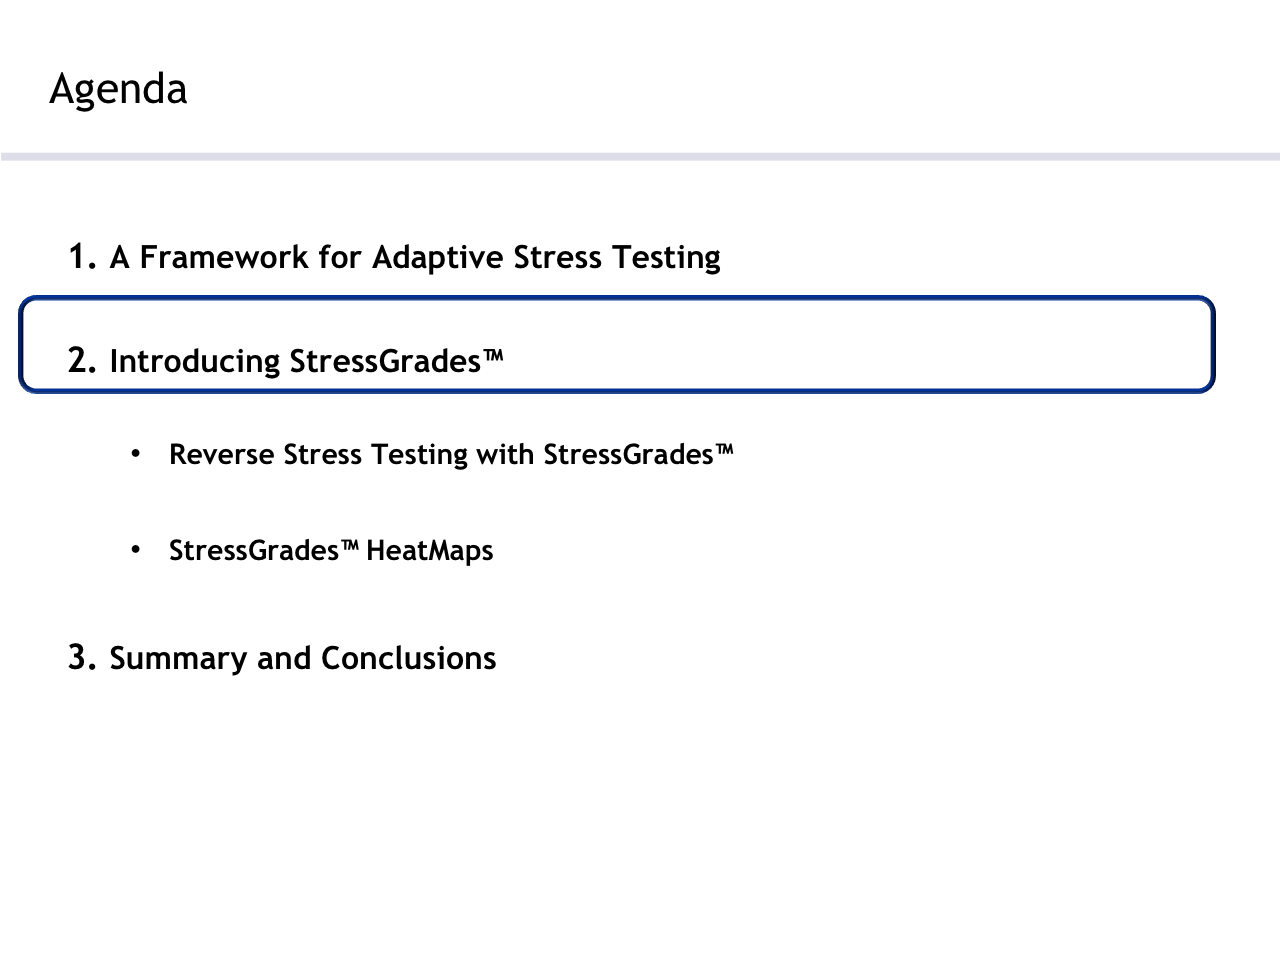 Agenda
1. A Framework for Adaptive Stress Testing
2. Introducing StressGrades™
• Reverse Stress Testing with StressGrades™
• StressGrades™ HeatMaps
3. Summary and Conclusions